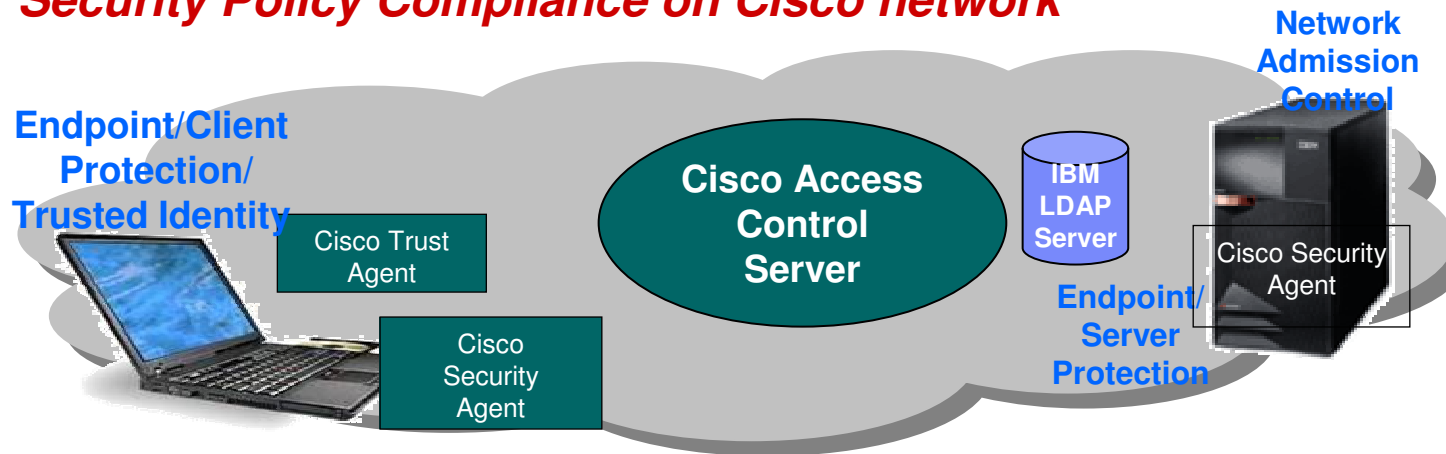 Security Policy Compliance on Cisco network
Network
Admission
Control
Endpoint/Client
Protection/
Trusted Identity
Cisco Trust
Agent
Cisco
Security
Agent
Cisco Access
Control
Server
IBM
LDAP
Server
Cisco Security
Agent
Endpoint/
Server
Protection